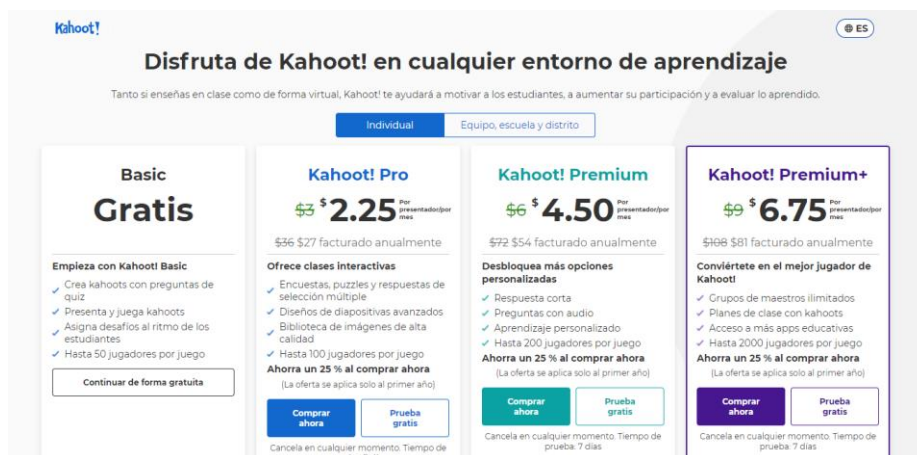 Kahoot!
ES
Disfruta de Kahoot! en cualquier entorno de aprendizaje
Tanto si enseñas en clase como de forma virtual, Kahoot! te ayudará a motivar a los estudiantes, a aumentar su participación y a evaluar lo aprendido.
Individual
Equipo, escuela y distrito
Basic
Gratis
Empieza con Kahoot! Basic
Crea kahoots con preguntas de
quiz
Presenta y juega kahoots
Asigna desafíos al ritmo de los
estudiantes
Hasta 50 jugadores por juego
Continuar de forma gratuita
Kahoot! Pro
$3 $2.25 Por
presentador/por
mes
$36 $27 facturado anualmente
Ofrece clases interactivas
Encuestas, puzzles y respuestas de
selección múltiple
Diseños de diapositivas avanzados
Biblioteca de imágenes de alta
calidad
Hasta 100 jugadores por juego
Ahorra un 25 % al comprar ahora
(La oferta se aplica solo al primer año)
Comprar
ahora
Prueba
gratis
Cancela en cualquier momento. Tiempo de
Kahoot! Premium
$6 $4.50 Por
presentador/por
mes
$72 $54 facturado anualmente
Desbloquea más opciones
personalizadas
Respuesta corta
Preguntas con audio
Aprendizaje personalizado
Hasta 200 jugadores por juego
Ahorra un 25 % al comprar ahora
(La oferta se aplica solo al primer año)
Comprar
ahora
Prueba
gratis
Cancela en cualquier momento. Tiempo de
prueba: 7 días
Kahoot! Premium+
$9 $6.75 Por
presentador/por
mes
$108 $81 facturado anualmente
Conviértete en el mejor jugador de
Kahoot!
Grupos de maestros ilimitados
Planes de clase con kahoots
Acceso a más apps educativas
Hasta 2000 jugadores por juego
Ahorra un 25 % al comprar ahora
(La oferta se aplica solo al primer año)
Comprar
ahora
Prueba
gratis
Cancela en cualquier momento. Tiempo de
prueba: 7 días